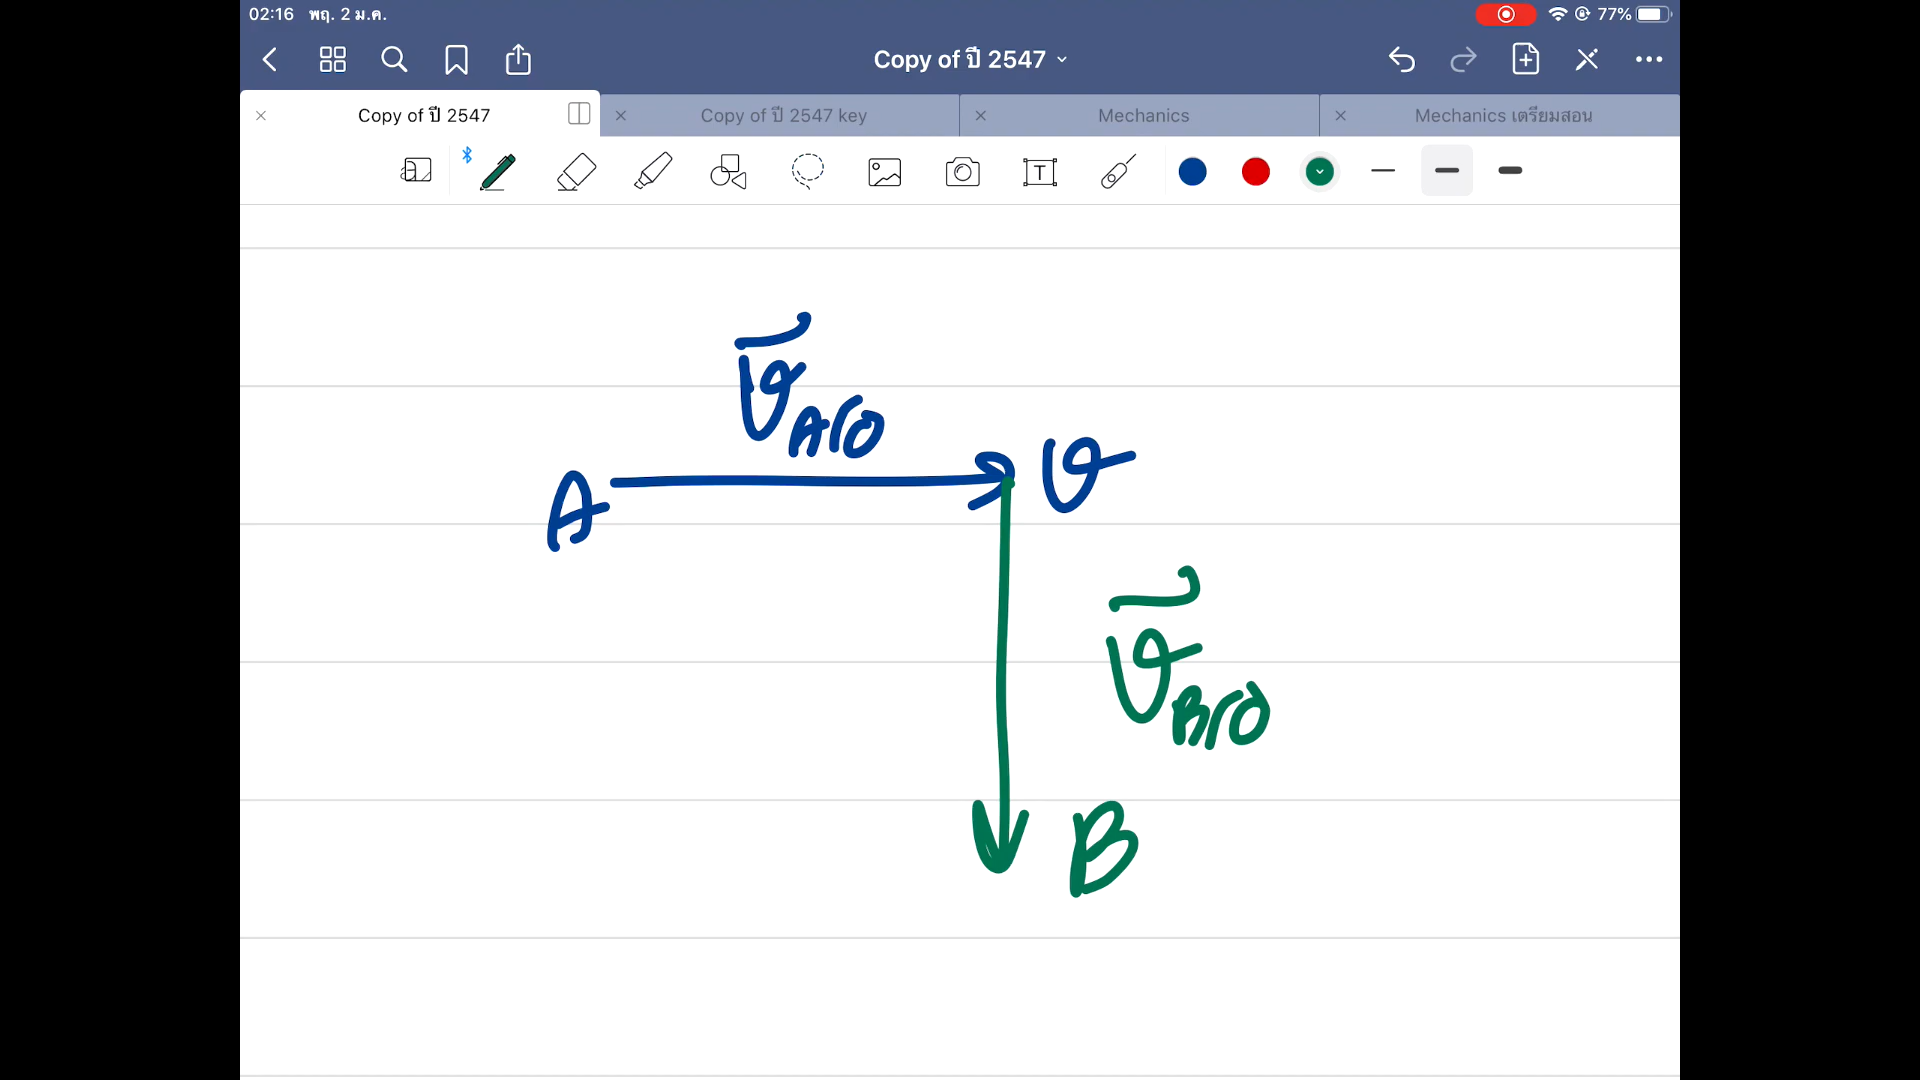 02:16 พฤ. 2 ม.ค. 77%
Copy of ปี 2547
Copy of ปี 2547 Copy of ปี 2547 key Mechanics Mechanics เตรียมสอน
a T
v A/O
A v
v B/O
B